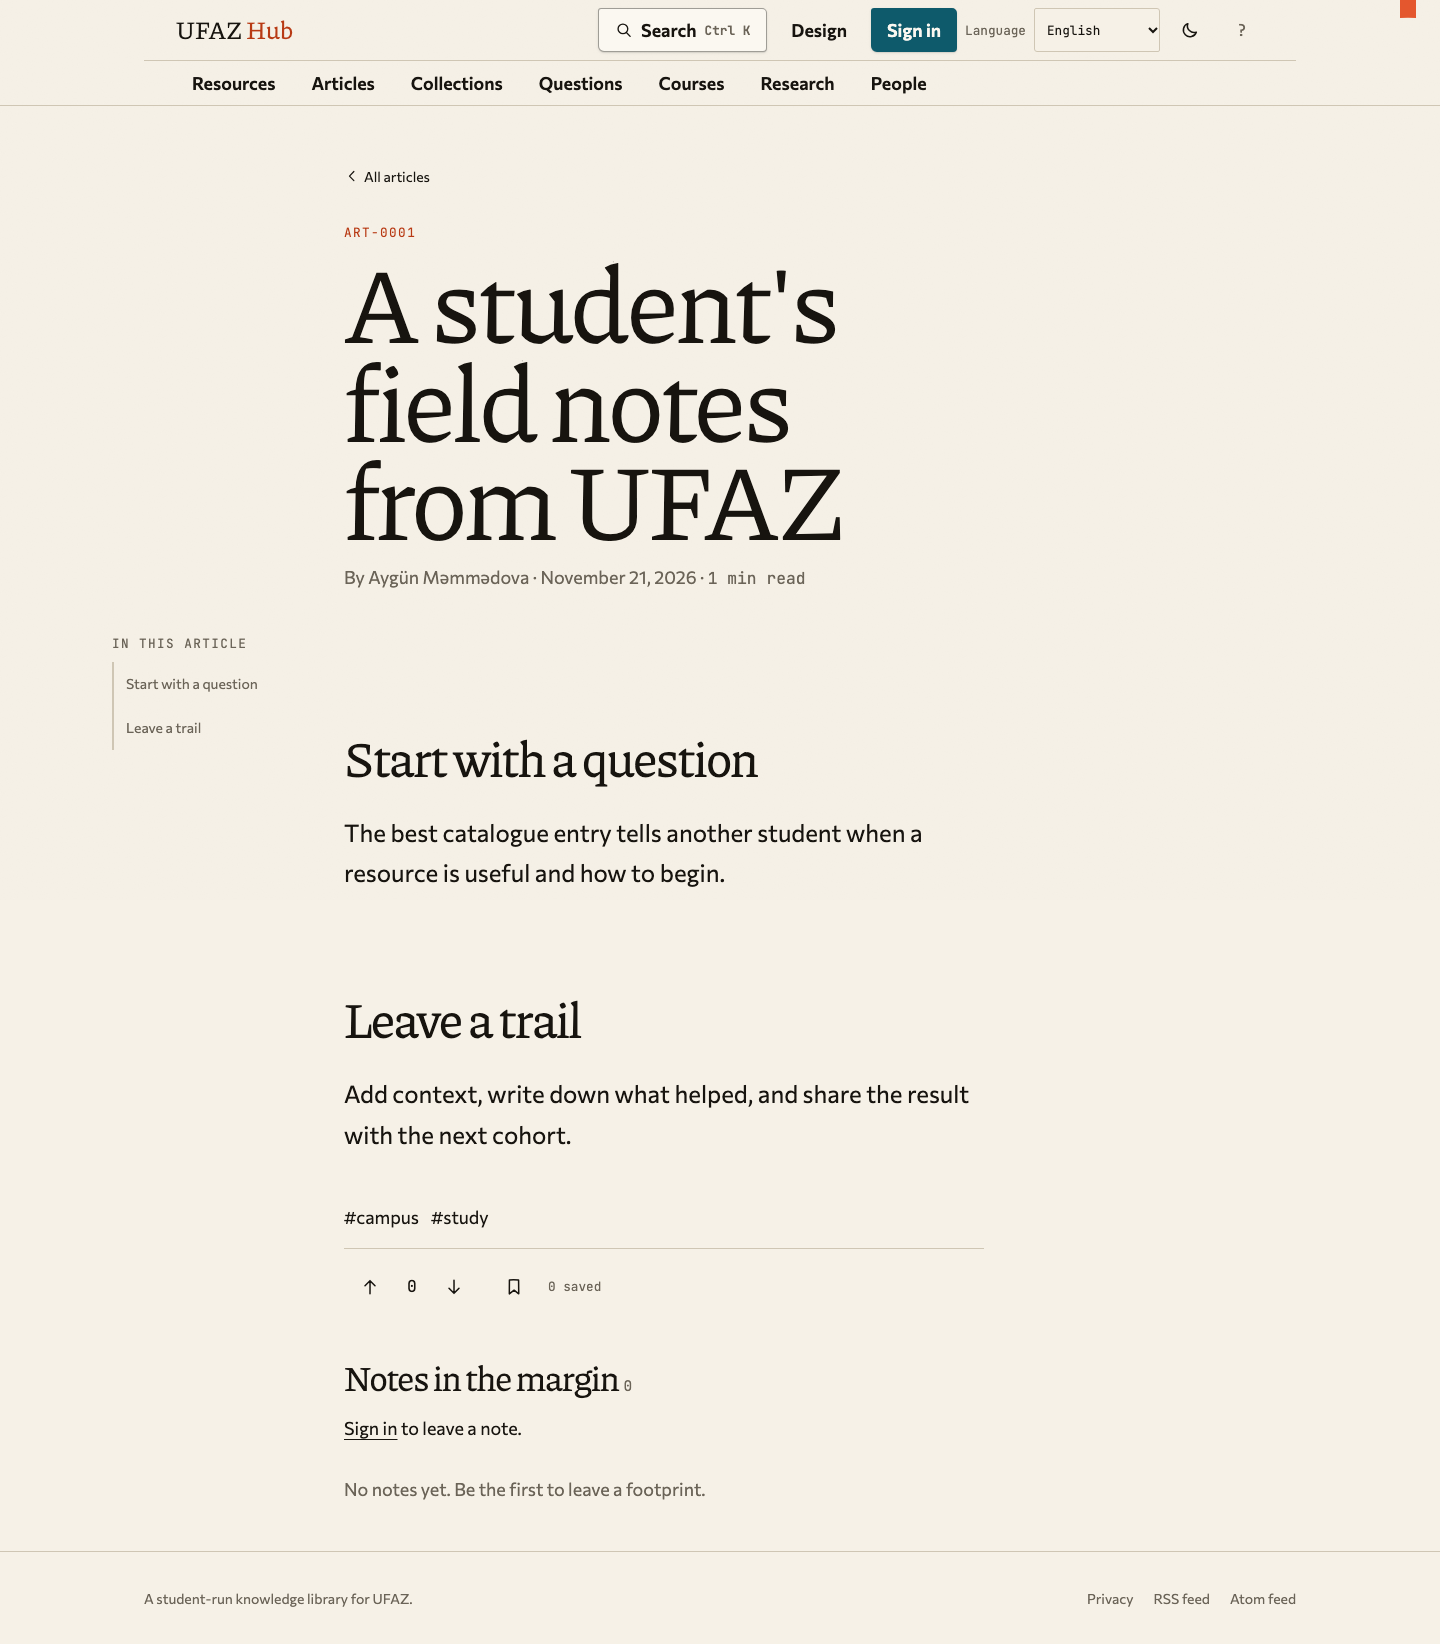 UFAZ Hub
Search Ctrl K
Design
Sign in
Language
English
?
Resources
Articles
Collections
Questions
Courses
Research
People
All articles
ART-0001
A student's
field notes
from UFAZ
By Aygün Məmmədova · November 21, 2026 · 1 min read
IN THIS ARTICLE
Start with a question
Leave a trail
Start with a question
The best catalogue entry tells another student when a
resource is useful and how to begin.
Leave a trail
Add context, write down what helped, and share the result
with the next cohort.
#campus #study
0
0 saved
Notes in the margin 0
Sign in to leave a note.
No notes yet. Be the first to leave a footprint.
A student-run knowledge library for UFAZ.
Privacy
RSS feed
Atom feed